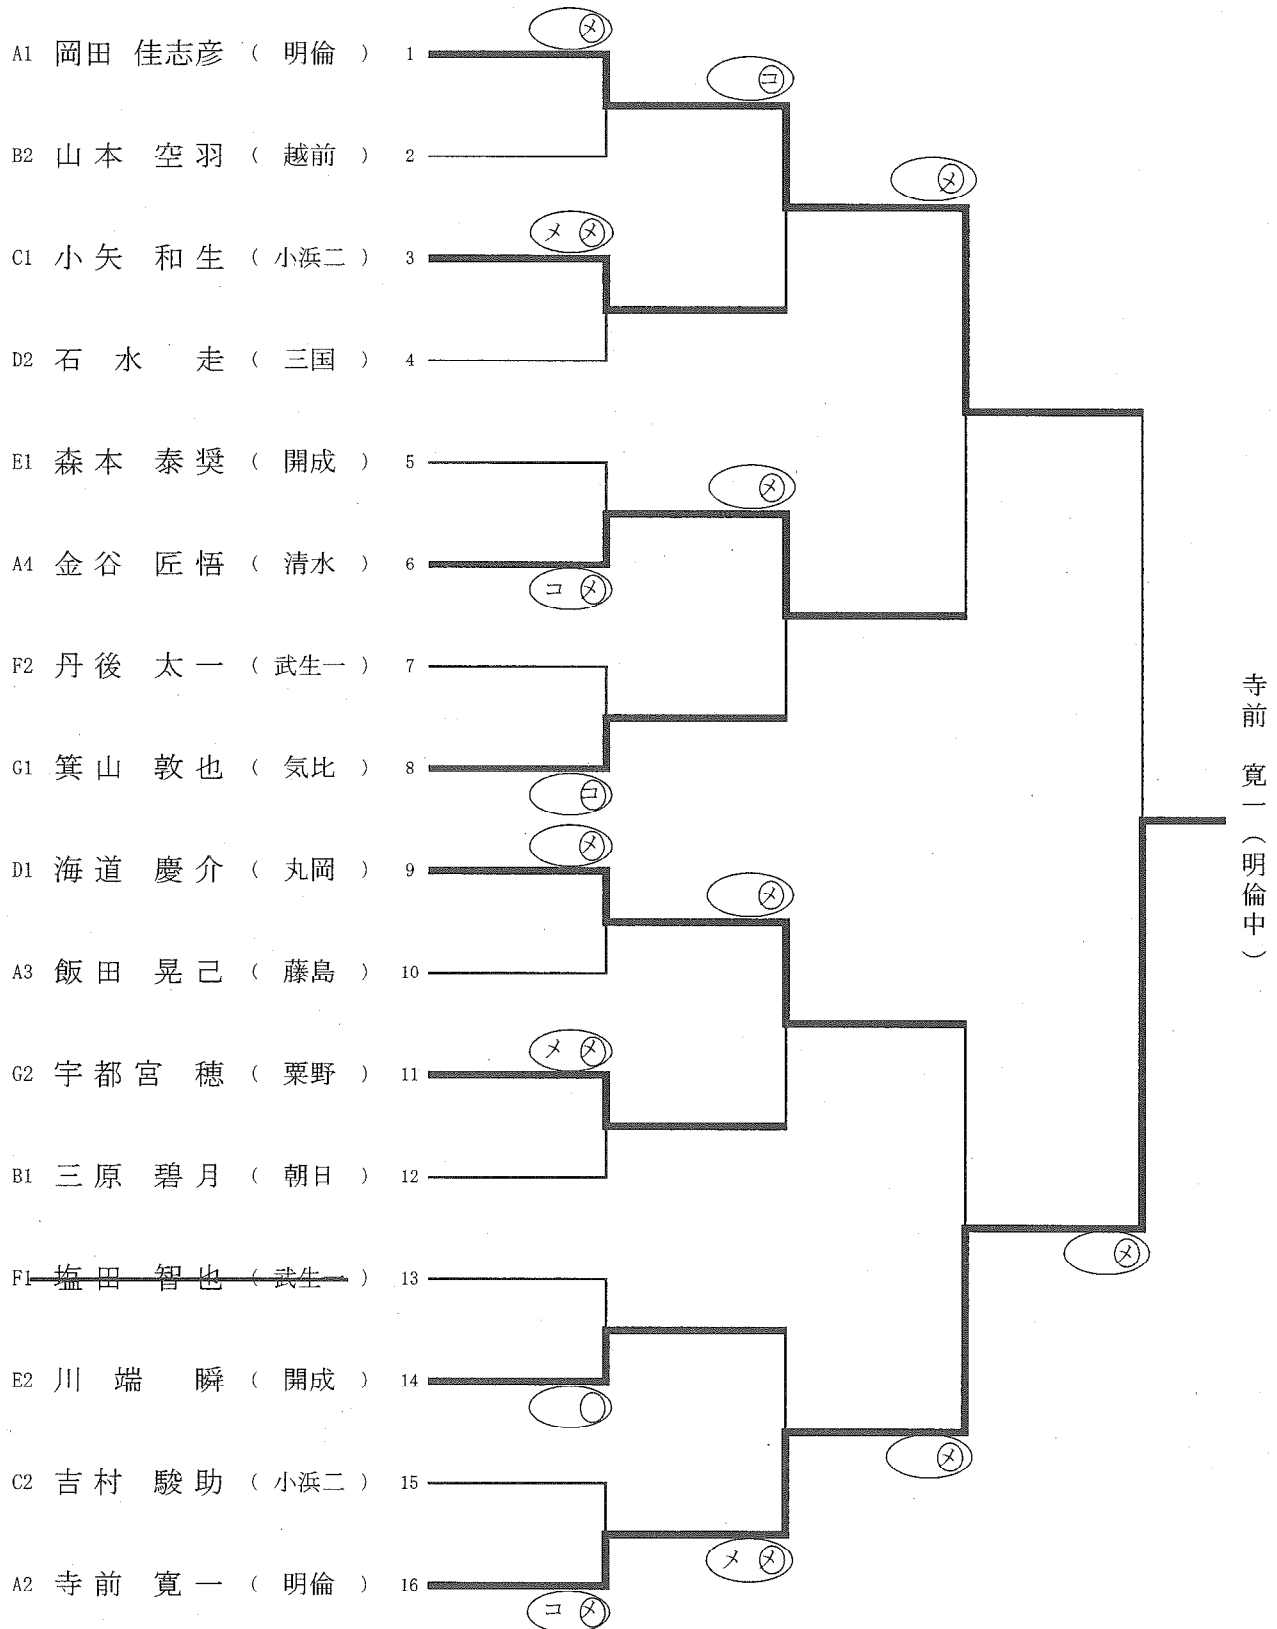 メ
A1 岡田 佳志彦 ( 明倫 ) 1
コ
B2 山本 空羽 ( 越前 ) 2
メ
メ メ
C1 小矢 和生 ( 小浜二 ) 3
D2 石水 走 ( 三国 ) 4
E1 森本 泰奨 ( 開成 ) 5
メ
A4 金谷 匠悟 ( 清水 ) 6
コ メ
F2 丹後 太一 ( 武生一 ) 7
G1 箕山 敦也 ( 気比 ) 8
コ
メ
D1 海道 慶介 ( 丸岡 ) 9
メ
A3 飯田 晃己 ( 藤島 ) 10
メ メ
G2 宇都宮 穂 ( 粟野 ) 11
B1 三原 碧月 ( 朝日 ) 12
メ
F1 塩田 智也 ( 武生一 ) 13
E2 川端 瞬 ( 開成 ) 14
メ
C2 吉村 駿助 ( 小浜二 ) 15
メ メ
A2 寺前 寛一 ( 明倫 ) 16
コ メ
寺前 寛一(明倫中)